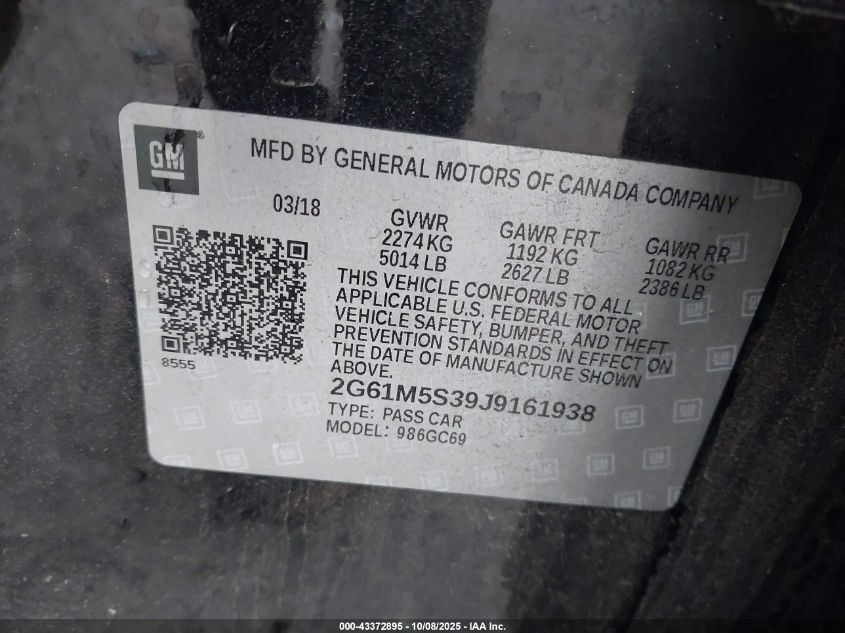 GM®
MFD BY GENERAL MOTORS OF CANADA COMPANY
03/18
GVWR
2274 KG
5014 LB
GAWR FRT
1192 KG
2627 LB
GAWR RR
1082 KG
2386 LB
THIS VEHICLE CONFORMS TO ALL
APPLICABLE U.S. FEDERAL MOTOR
VEHICLE SAFETY, BUMPER, AND THEFT
PREVENTION STANDARDS IN EFFECT ON
THE DATE OF MANUFACTURE SHOWN
ABOVE.
8555
2G61M5S39J9161938
TYPE: PASS CAR
MODEL: 986GC69
000-43372895 - 10/08/2025 - IAA Inc.